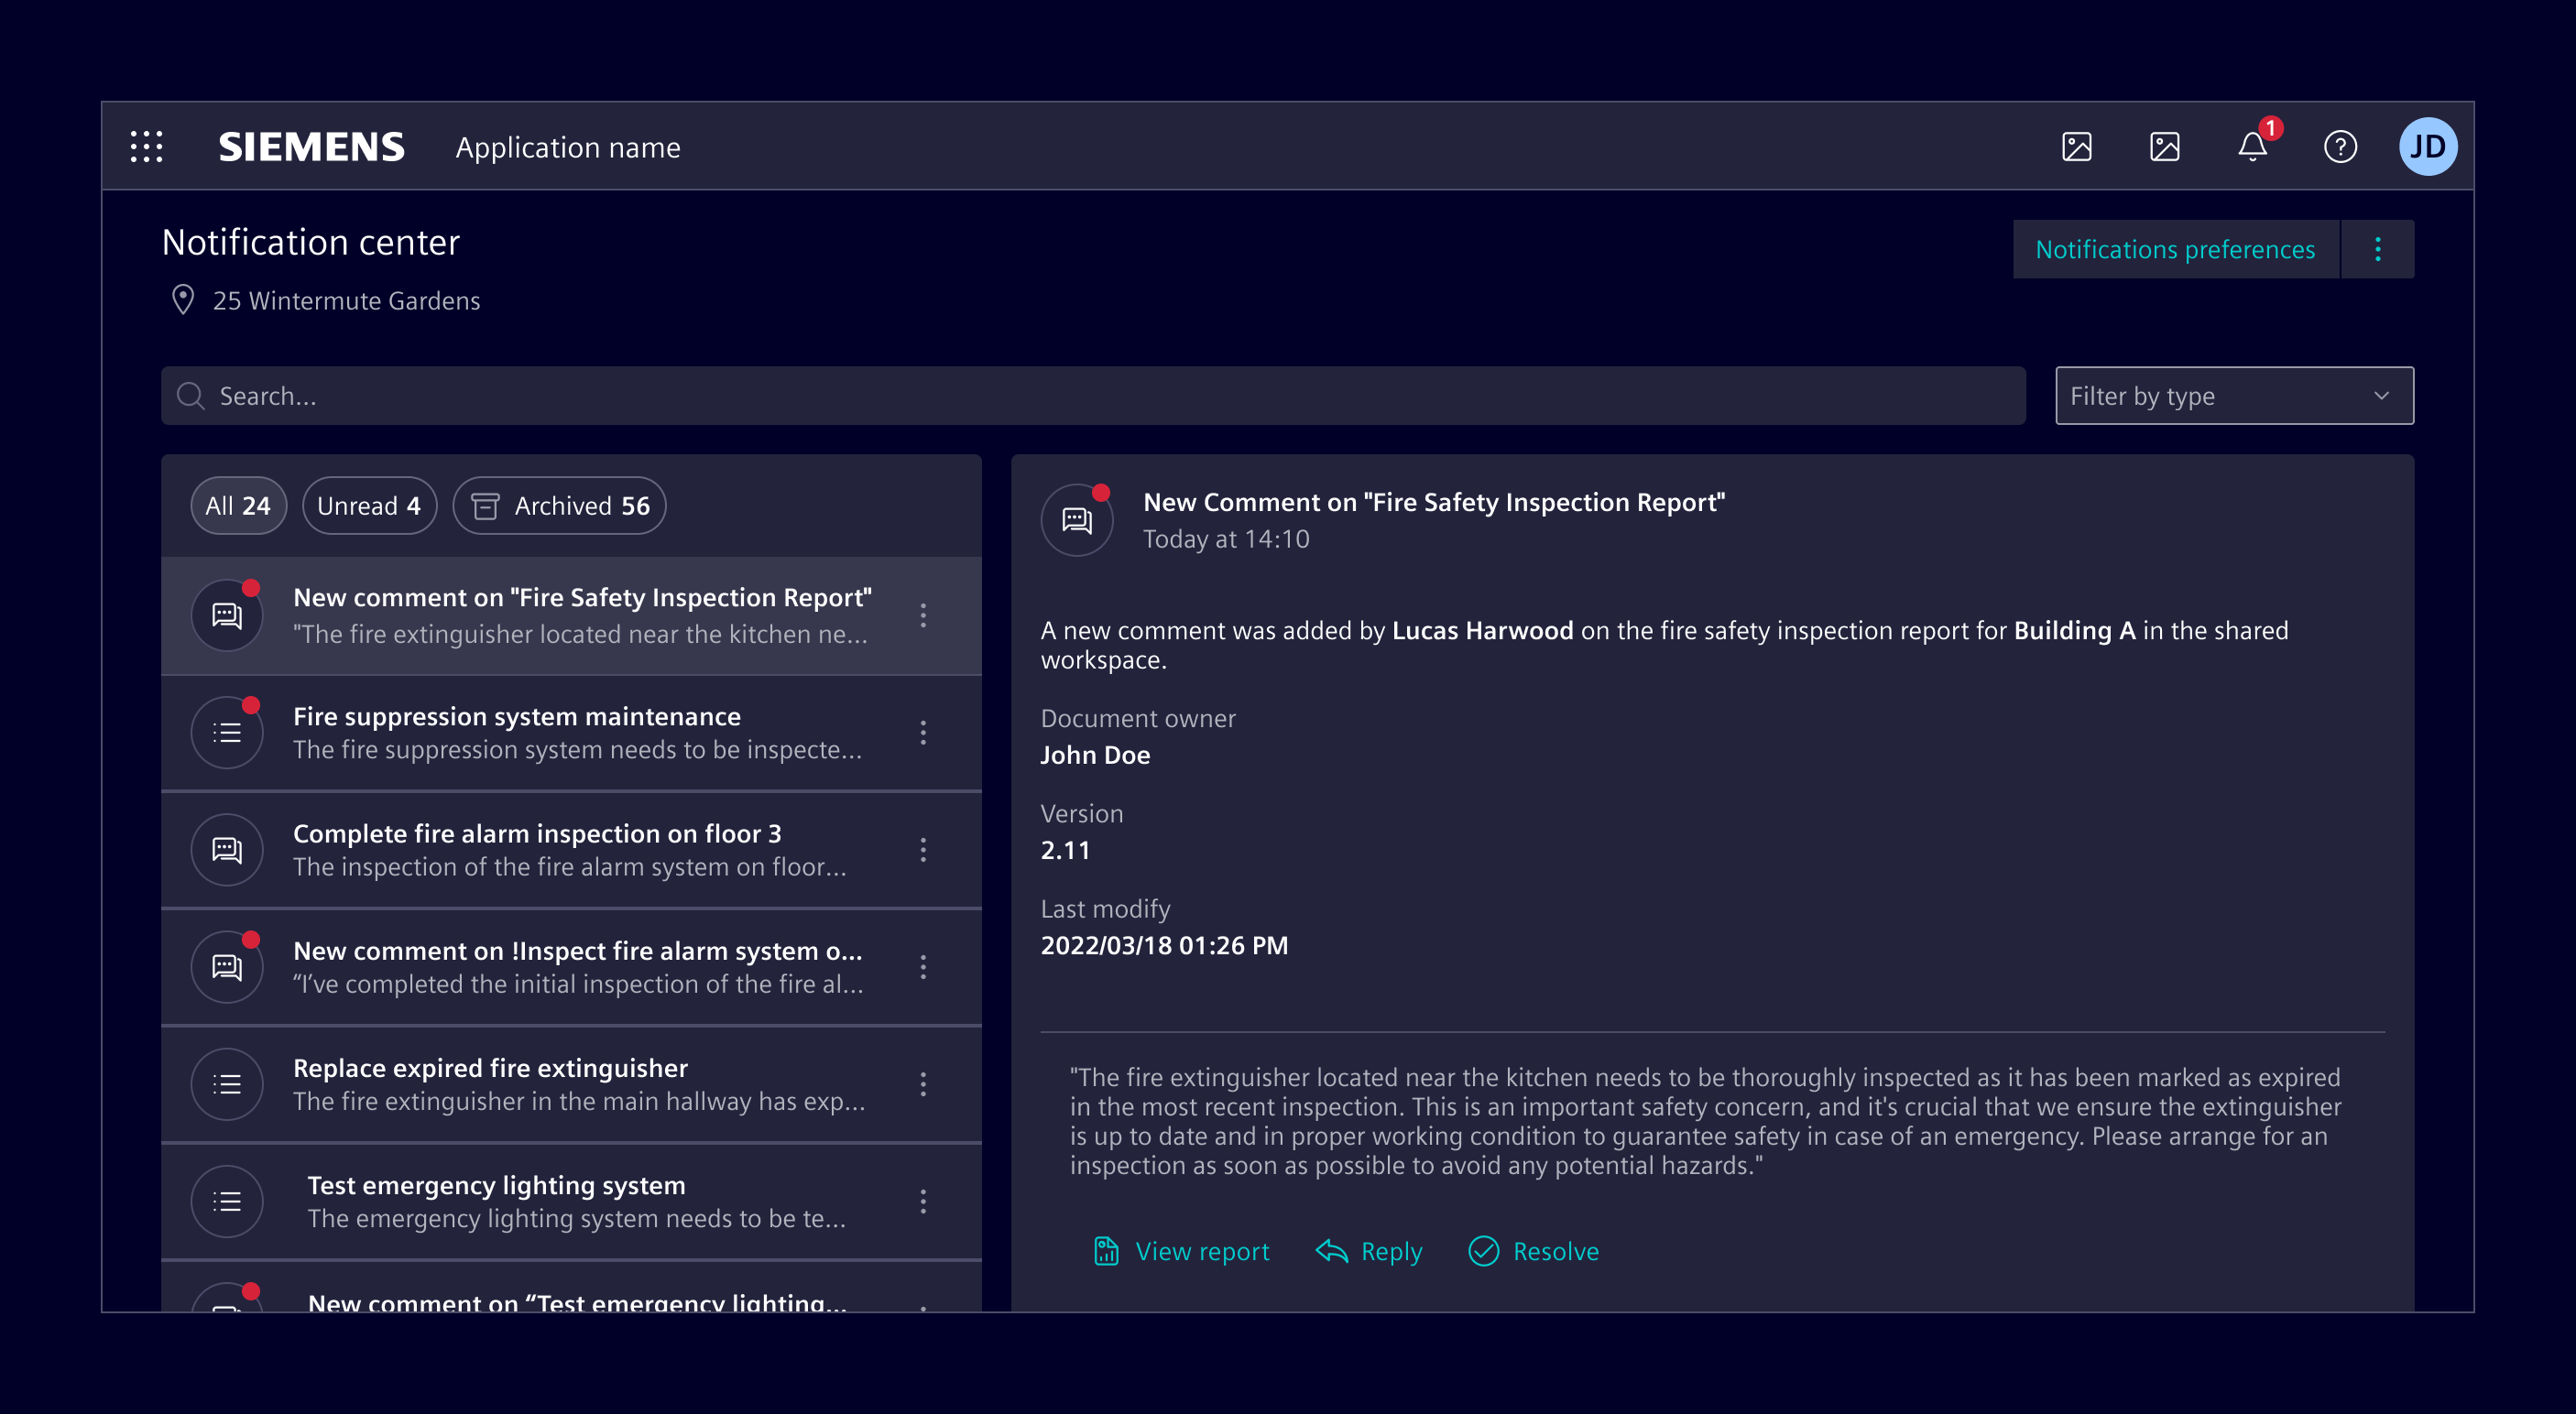 SIEMENS Application name 1 JD
Notification center
Notifications preferences
25 Wintermute Gardens
Search...
Filter by type
All 24 Unread 4 Archived 56
New comment on "Fire Safety Inspection Report"
"The fire extinguisher located near the kitchen ne...
Fire suppression system maintenance
The fire suppression system needs to be inspecte...
Complete fire alarm inspection on floor 3
The inspection of the fire alarm system on floor...
New comment on !Inspect fire alarm system o...
“I’ve completed the initial inspection of the fire al...
Replace expired fire extinguisher
The fire extinguisher in the main hallway has exp...
Test emergency lighting system
The emergency lighting system needs to be te...
New comment on “Test emergency lighting...
New Comment on "Fire Safety Inspection Report"
Today at 14:10
A new comment was added by Lucas Harwood on the fire safety inspection report for Building A in the shared
workspace.
Document owner
John Doe
Version
2.11
Last modify
2022/03/18 01:26 PM
"The fire extinguisher located near the kitchen needs to be thoroughly inspected as it has been marked as expired
in the most recent inspection. This is an important safety concern, and it's crucial that we ensure the extinguisher
is up to date and in proper working condition to guarantee safety in case of an emergency. Please arrange for an
inspection as soon as possible to avoid any potential hazards."
View report Reply Resolve